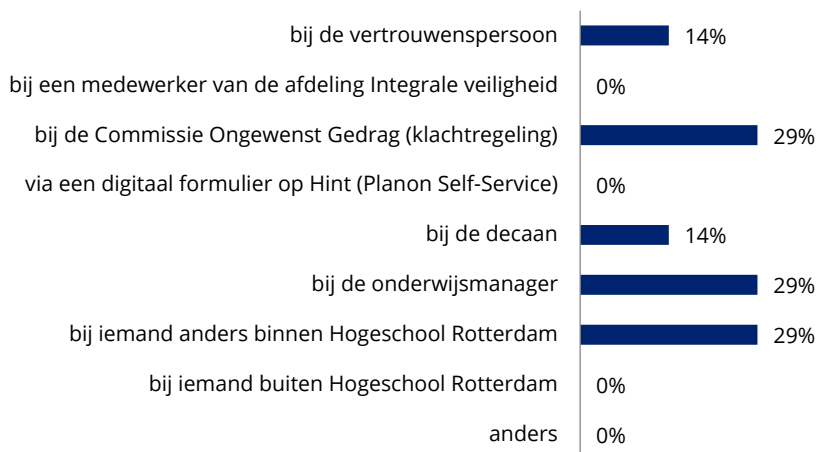 bij de vertrouwenspersoon 14%
bij een medewerker van de afdeling Integrale veiligheid 0%
bij de Commissie Ongewenst Gedrag (klachtregeling) 29%
via een digitaal formulier op Hint (Planon Self-Service) 0%
bij de decaan 14%
bij de onderwijsmanager 29%
bij iemand anders binnen Hogeschool Rotterdam 29%
bij iemand buiten Hogeschool Rotterdam 0%
anders 0%